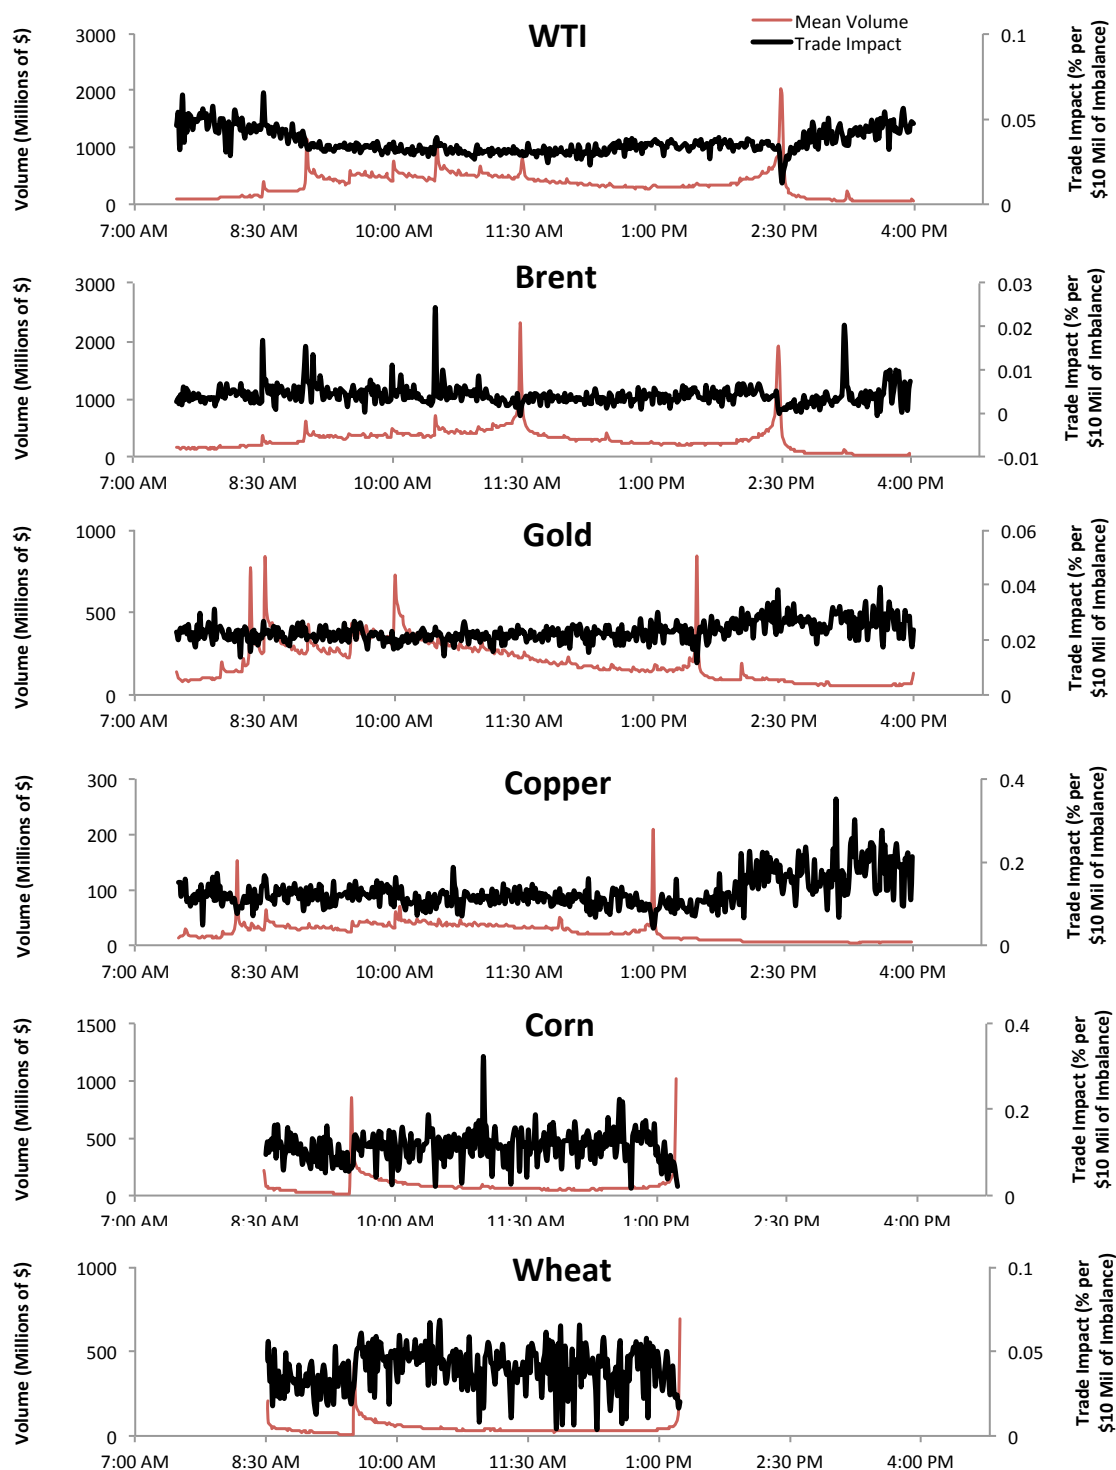 WTI
Mean Volume
Trade Impact
Volume (Millions of $)
3000
2000
1000
0
0.1
0.05
0
Trade Impact (% per
$10 Mil of Imbalance)
7:00 AM 8:30 AM 10:00 AM 11:30 AM 1:00 PM 2:30 PM 4:00 PM
Brent
Volume (Millions of $)
3000
2000
1000
0
0.03
0.02
0.01
0
-0.01
Trade Impact (% per
$10 Mil of Imbalance)
7:00 AM 8:30 AM 10:00 AM 11:30 AM 1:00 PM 2:30 PM 4:00 PM
Gold
Volume (Millions of $)
1000
500
0
0.06
0.04
0.02
0
Trade Impact (% per
$10 Mil of Imbalance)
7:00 AM 8:30 AM 10:00 AM 11:30 AM 1:00 PM 2:30 PM 4:00 PM
Copper
Volume (Millions of $)
300
200
100
0
0.4
0.2
0
Trade Impact (% per
$10 Mil of Imbalance)
7:00 AM 8:30 AM 10:00 AM 11:30 AM 1:00 PM 2:30 PM 4:00 PM
Corn
Volume (Millions of $)
1500
1000
500
0
0.4
0.2
0
Trade Impact (% per
$10 Mil of Imbalance)
7:00 AM 8:30 AM 10:00 AM 11:30 AM 1:00 PM 2:30 PM 4:00 PM
Wheat
Volume (Millions of $)
1000
500
0
0.1
0.05
0
Trade Impact (% per
$10 Mil of Imbalance)
7:00 AM 8:30 AM 10:00 AM 11:30 AM 1:00 PM 2:30 PM 4:00 PM